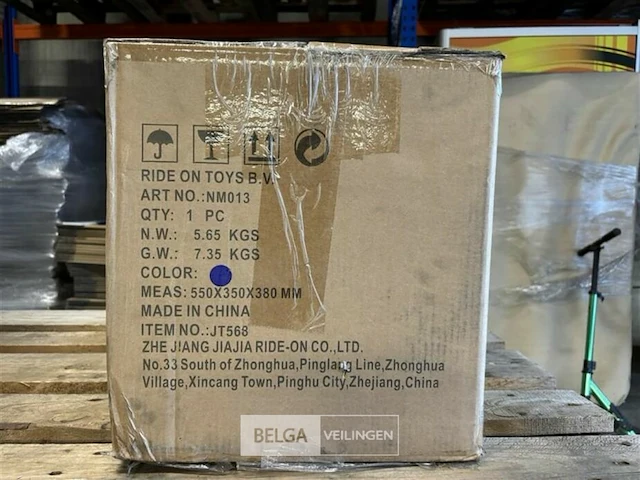 RIDE ON TOYS B.V.
ART NO.:NM013
QTY: 1 PC
N.W.: 5.65 KGS
G.W.: 7.35 KGS
COLOR:
MEAS: 550X350X380 MM
MADE IN CHINA
ITEM NO.:JT568
ZHE JIANG JIAJIA RIDE-ON CO.,LTD.
No.33 South of Zhonghua,Pinglang Line,Zhonghua
Village,Xincang Town,Pinghu City,Zhejiang,China
BELGA VEILINGEN